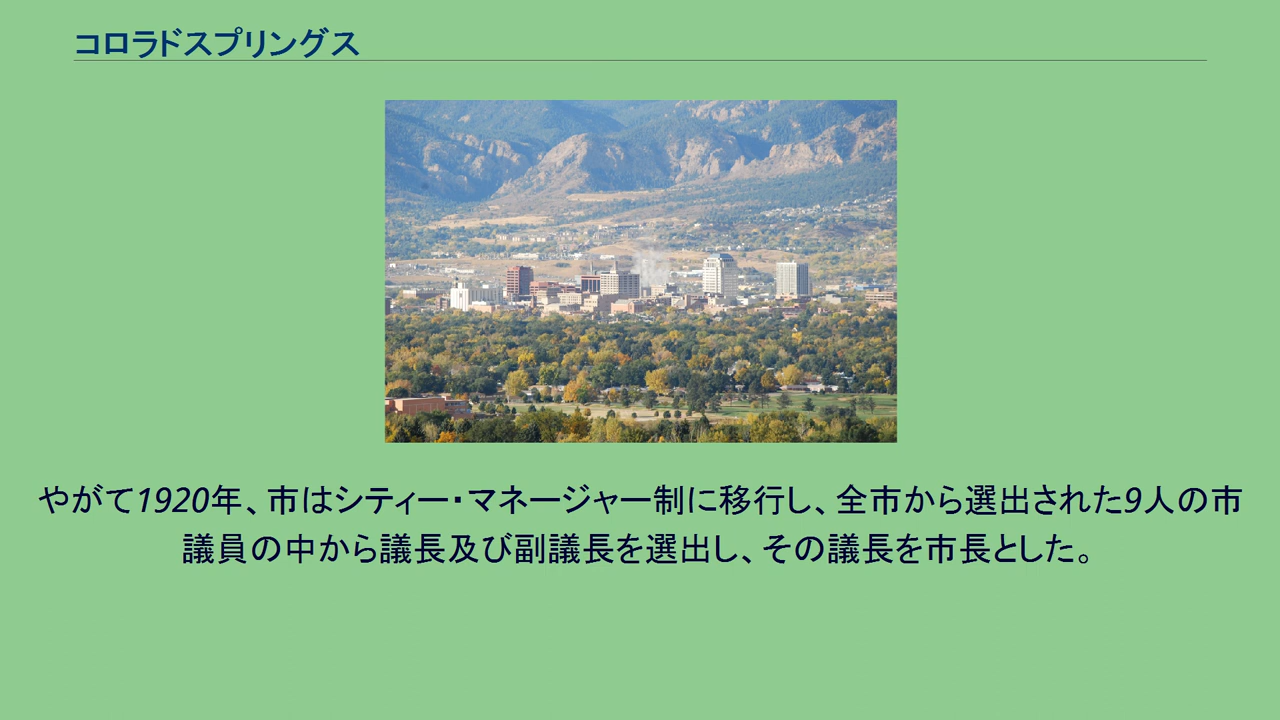 コロラドスプリングス
やがて1920年、市はシティー・マネージャー制に移行し、全市から選出された9人の市
議員の中から議長及び副議長を選出し、その議長を市長とした。